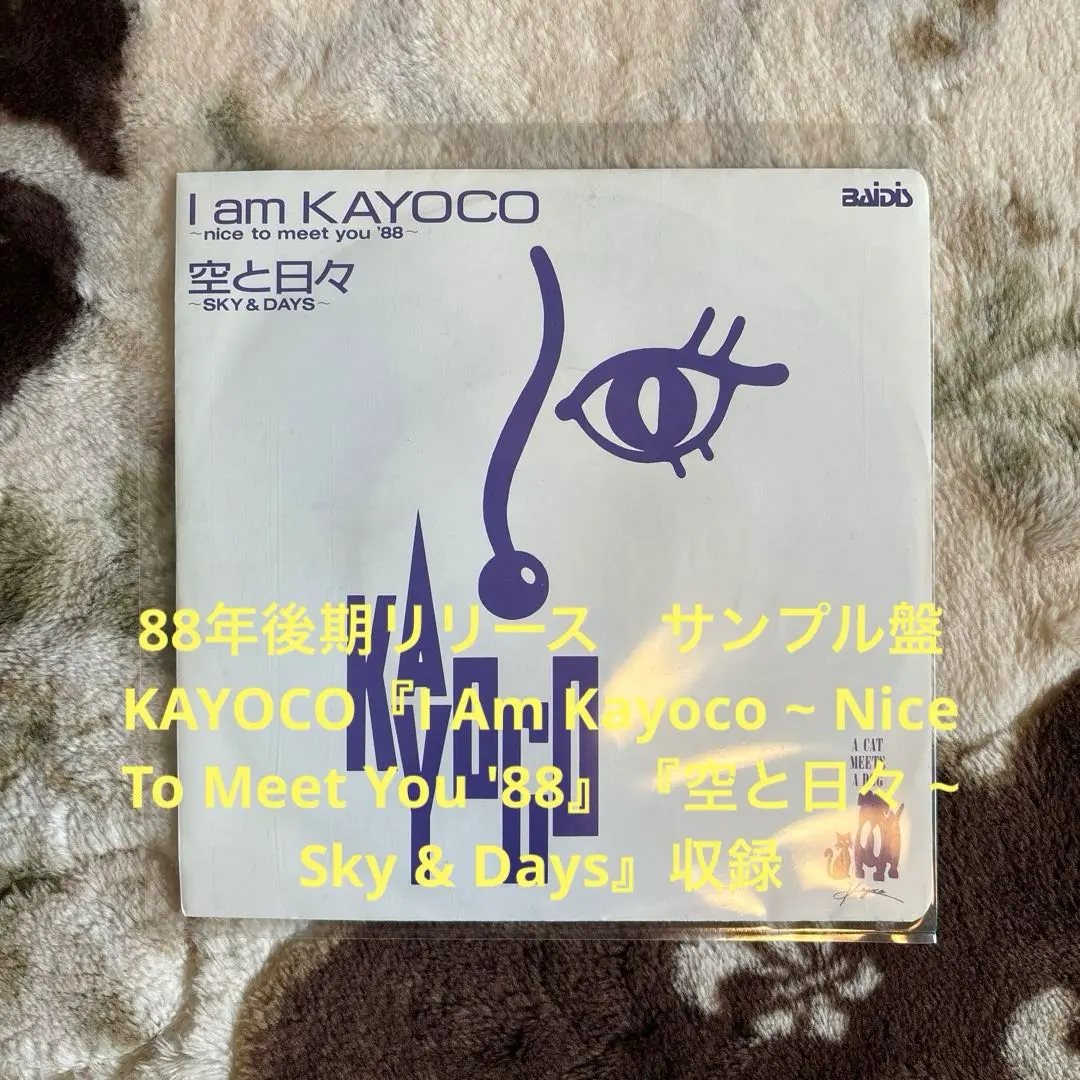 I am KAYOCO
~nice to meet you '88~
空と日々
~SKY & DAYS~
BAIDIS
KAYOCO
88年後期リリース　サンプル盤
KAYOCO『I Am Kayoco ~ Nice
To Meet You '88』『空と日々 ~
Sky & Days』収録
A CAT
MEETS
A DOG
Kayoco